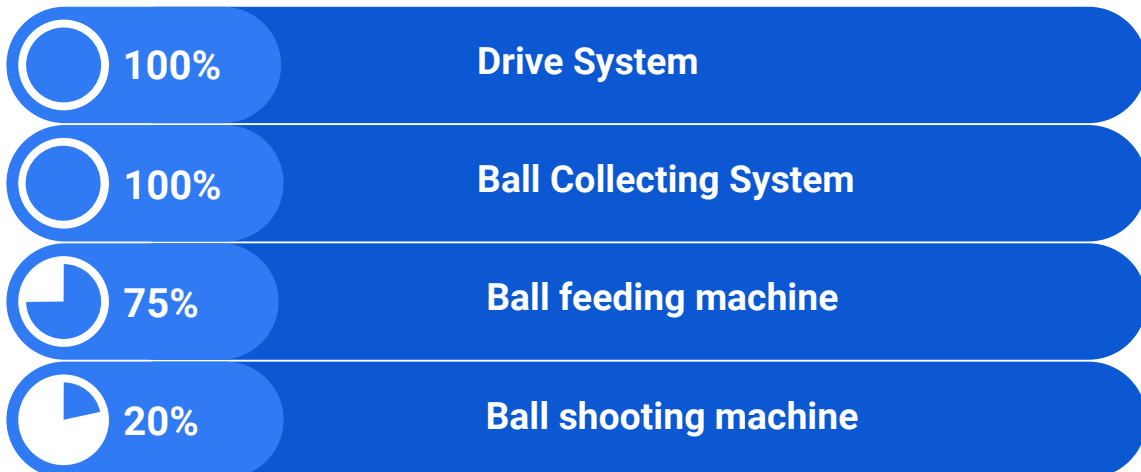 100% Drive System
100% Ball Collecting System
75% Ball feeding machine
20% Ball shooting machine